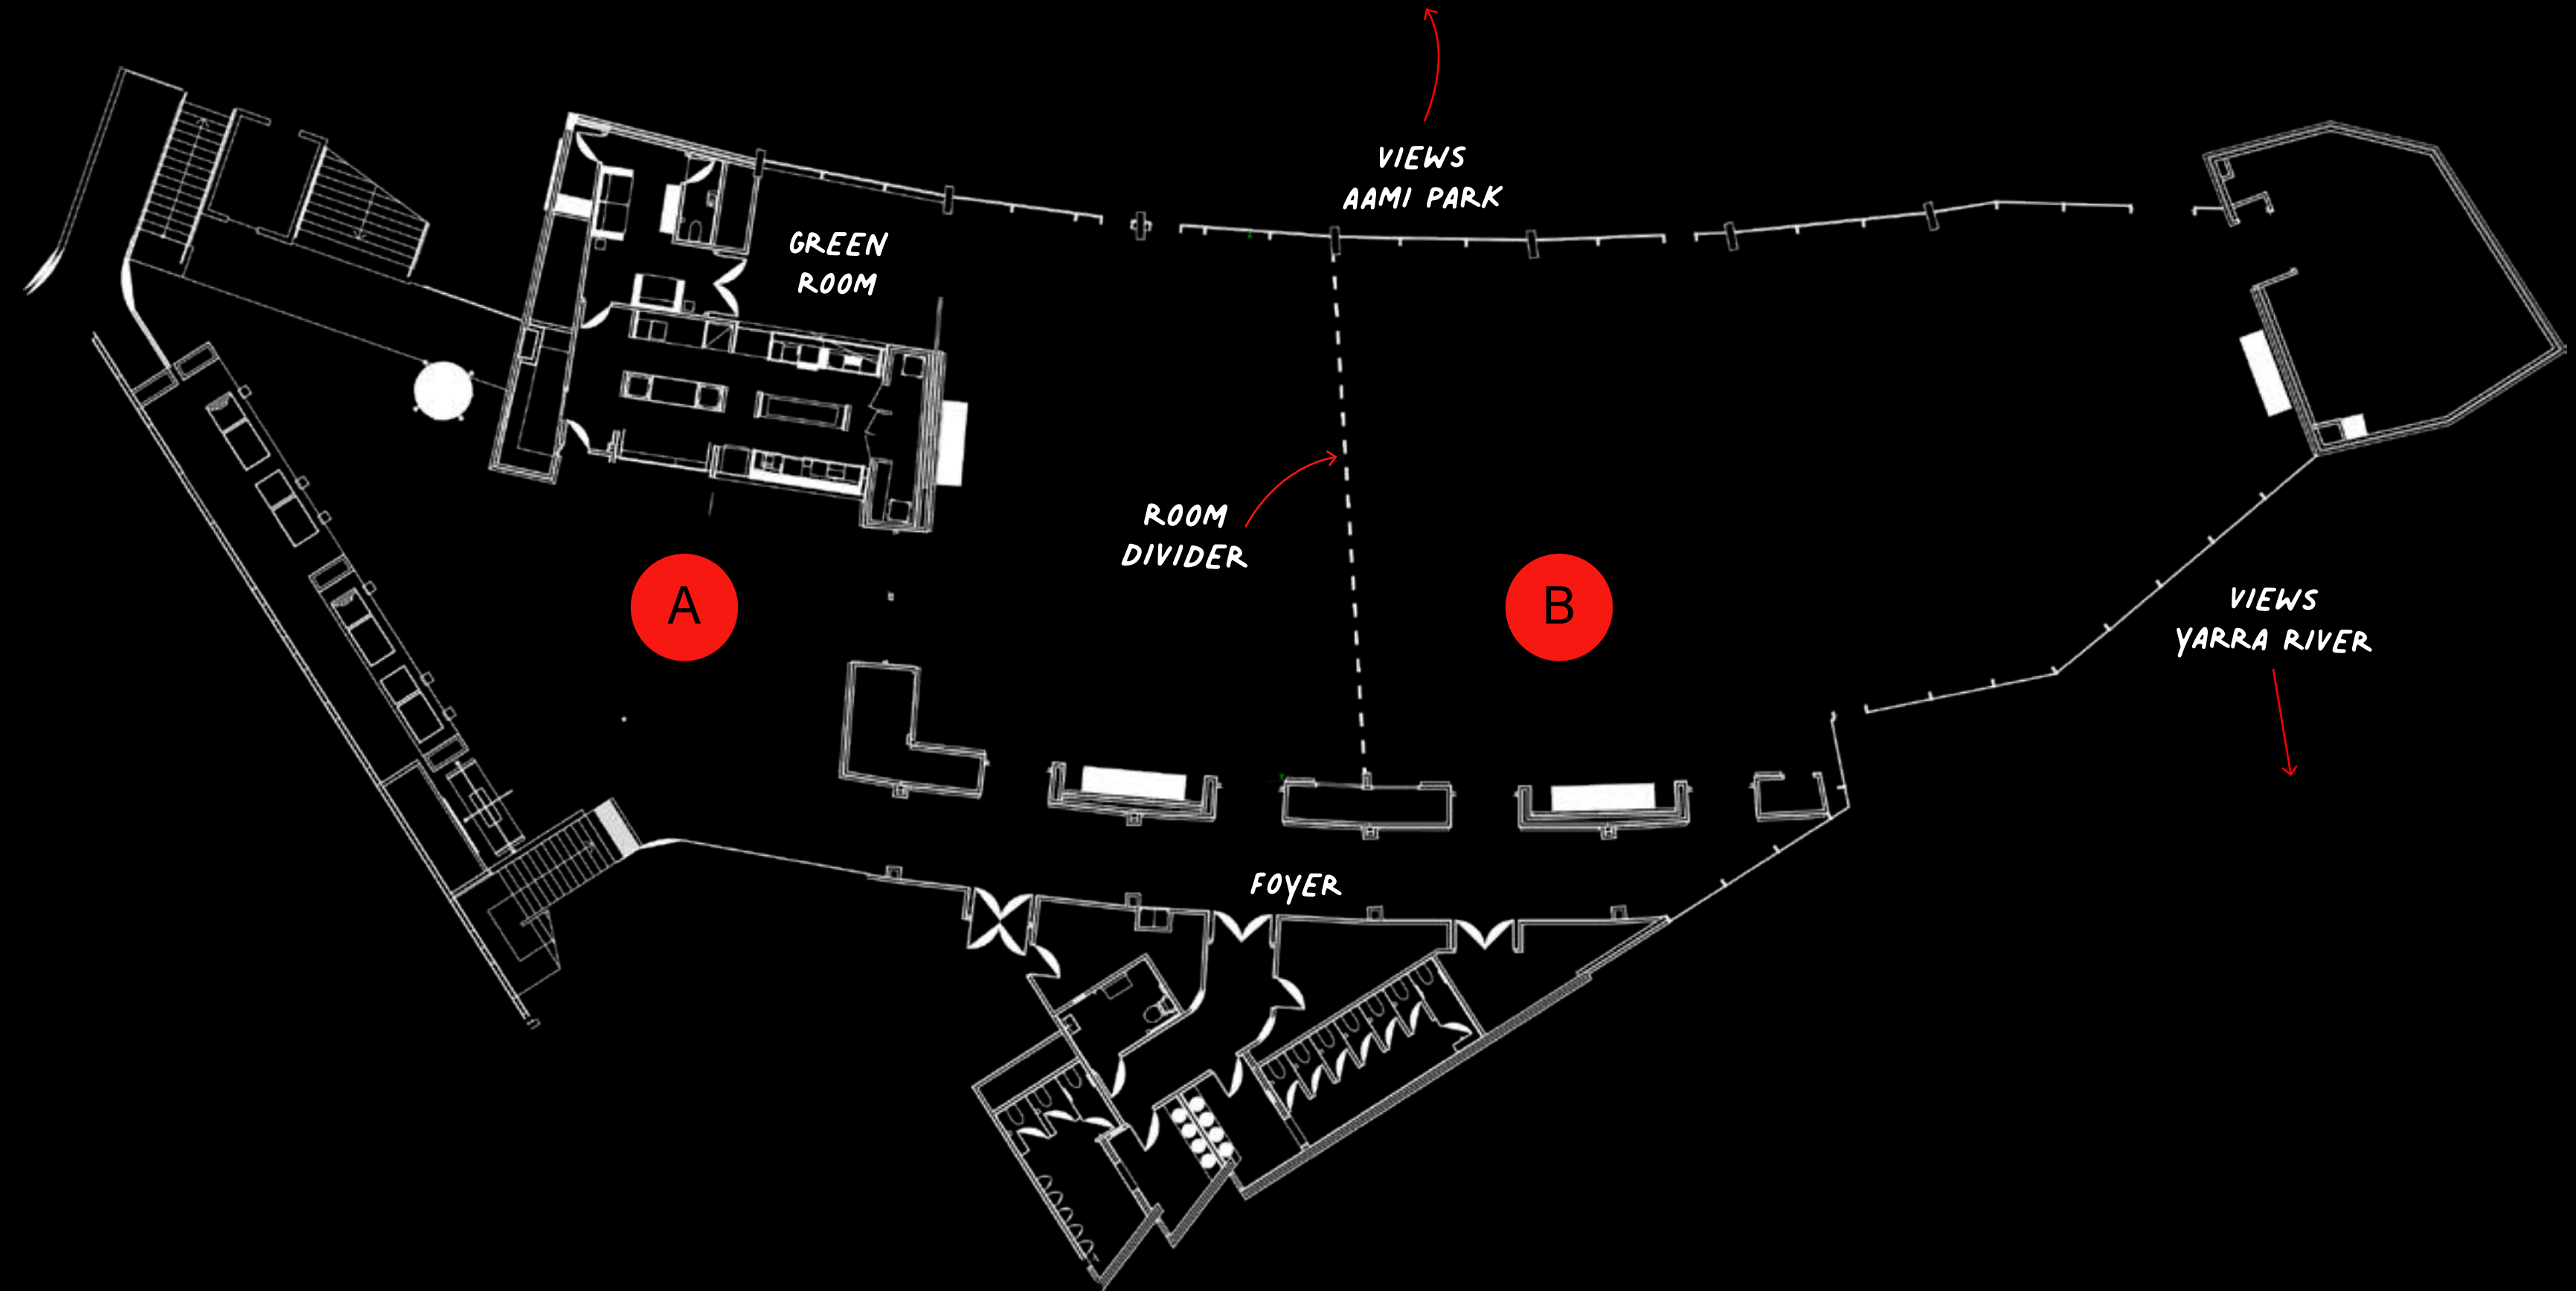 VIEWS
AAMI PARK
GREEN
ROOM
ROOM
DIVIDER
A
B
VIEWS
YARRA RIVER
FOYER